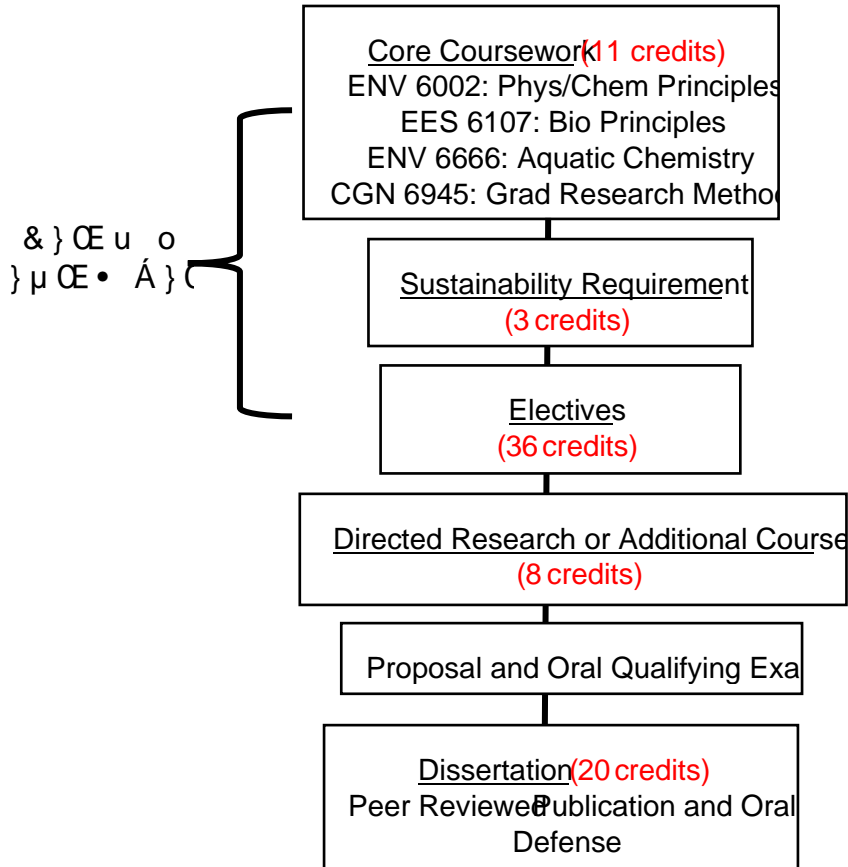 Core Coursework (11 credits)
ENV 6002: Phys/Chem Principles
EES 6107: Bio Principles
ENV 6666: Aquatic Chemistry
CGN 6945: Grad Research Metho
& } Œ u o
} µ Œ • Á }
Sustainability Requirement
(3 credits)
Electives
(36 credits)
Directed Research or Additional Course
(8 credits)
Proposal and Oral Qualifying Exa
Dissertation (20 credits)
Peer Reviewed Publication and Oral
Defense